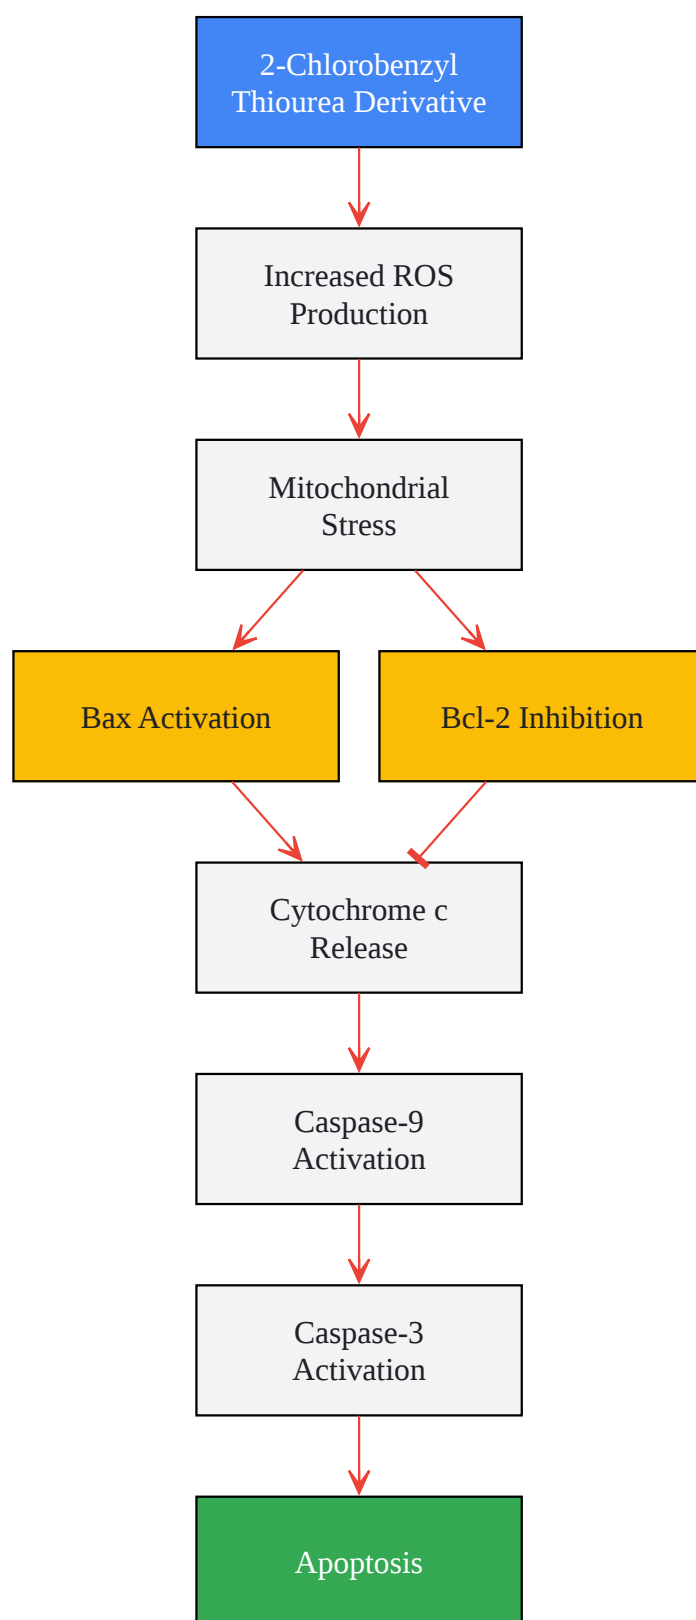 2-Chlorobenzyl
Thiourea Derivative
Increased ROS
Production
Mitochondrial
Stress
Bax Activation
Bcl-2 Inhibition
Cytochrome c
Release
Caspase-9
Activation
Caspase-3
Activation
Apoptosis